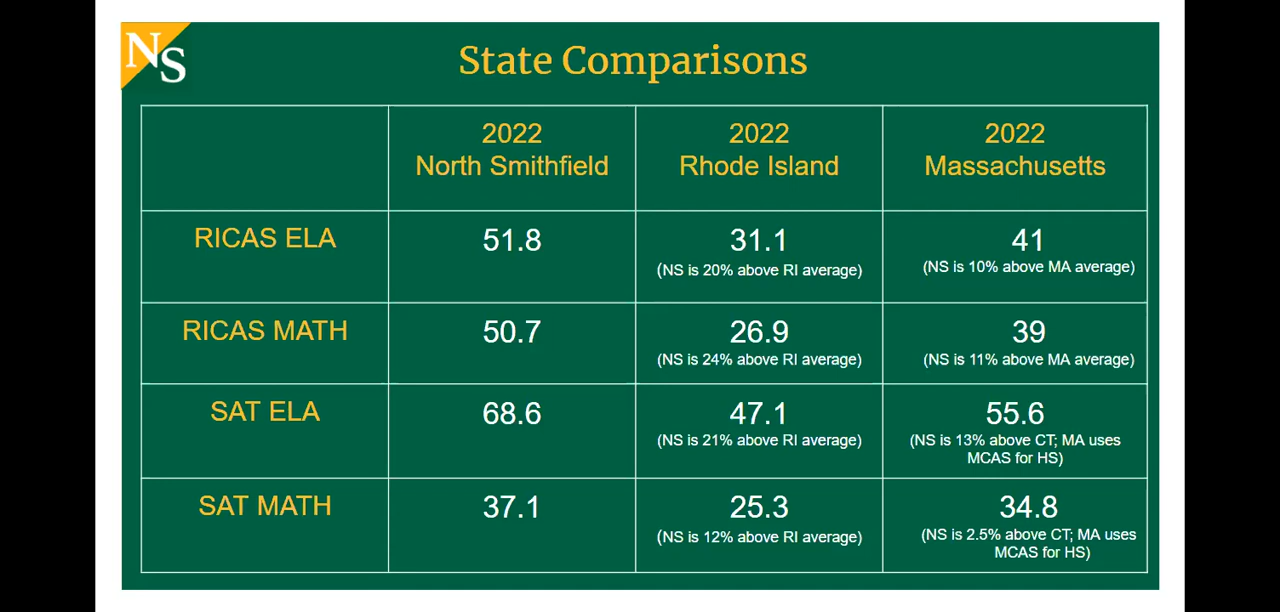 NS
State Comparisons
2022
North Smithfield
2022
Rhode Island
2022
Massachusetts
RICAS ELA
51.8
31.1
(NS is 20% above RI average)
41
(NS is 10% above MA average)
RICAS MATH
50.7
26.9
(NS is 24% above RI average)
39
(NS is 11% above MA average)
SAT ELA
68.6
47.1
(NS is 21% above RI average)
55.6
(NS is 13% above CT; MA uses
MCAS for HS)
SAT MATH
37.1
25.3
(NS is 12% above RI average)
34.8
(NS is 2.5% above CT; MA uses
MCAS for HS)